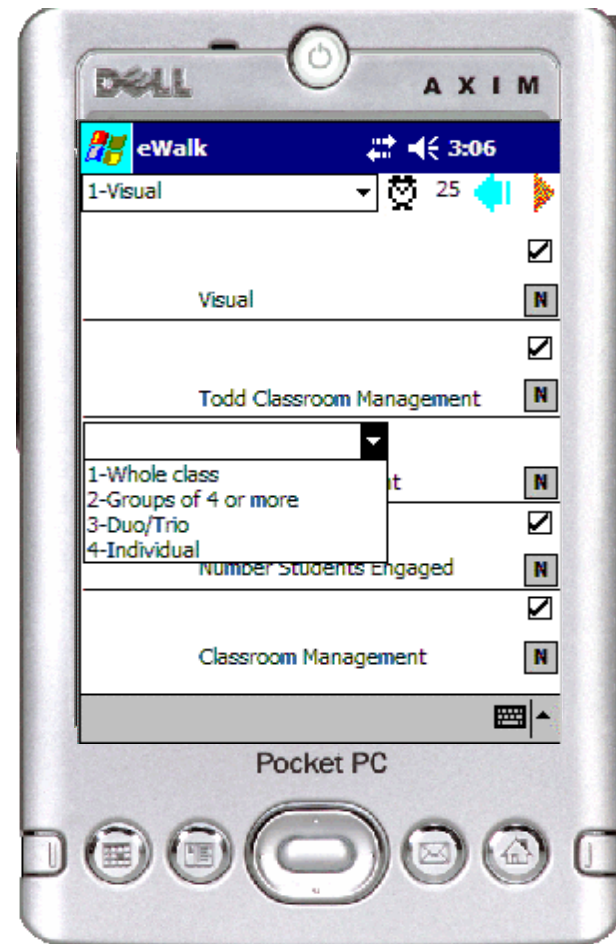 DELL
AXIM
eWalk 3:06
1-Visual 25
Visual
N
Todd Classroom Management
N
1-Whole class
2-Groups of 4 or more
3-Duo/Trio
4-Individual
N
Number Students Engaged
N
Classroom Management
N
Pocket PC